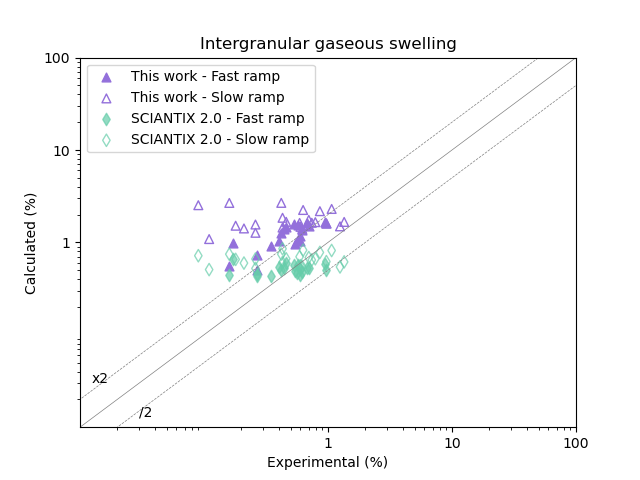 Intergranular gaseous swelling
100
This work - Fast ramp
This work - Slow ramp
SCIANTIX 2.0 - Fast ramp
SCIANTIX 2.0 - Slow ramp
10
Calculated (%)
1
x2
/2
1
10
100
Experimental (%)